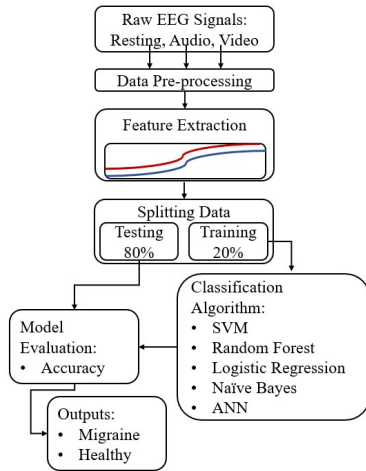 Raw EEG Signals:
Resting, Audio, Video
Data Pre-processing
Feature Extraction
Splitting Data
Testing
80%
Training
20%
Classification
Algorithm:
• SVM
• Random Forest
• Logistic Regression
• Naïve Bayes
• ANN
Model
Evaluation:
• Accuracy
Outputs:
• Migraine
• Healthy